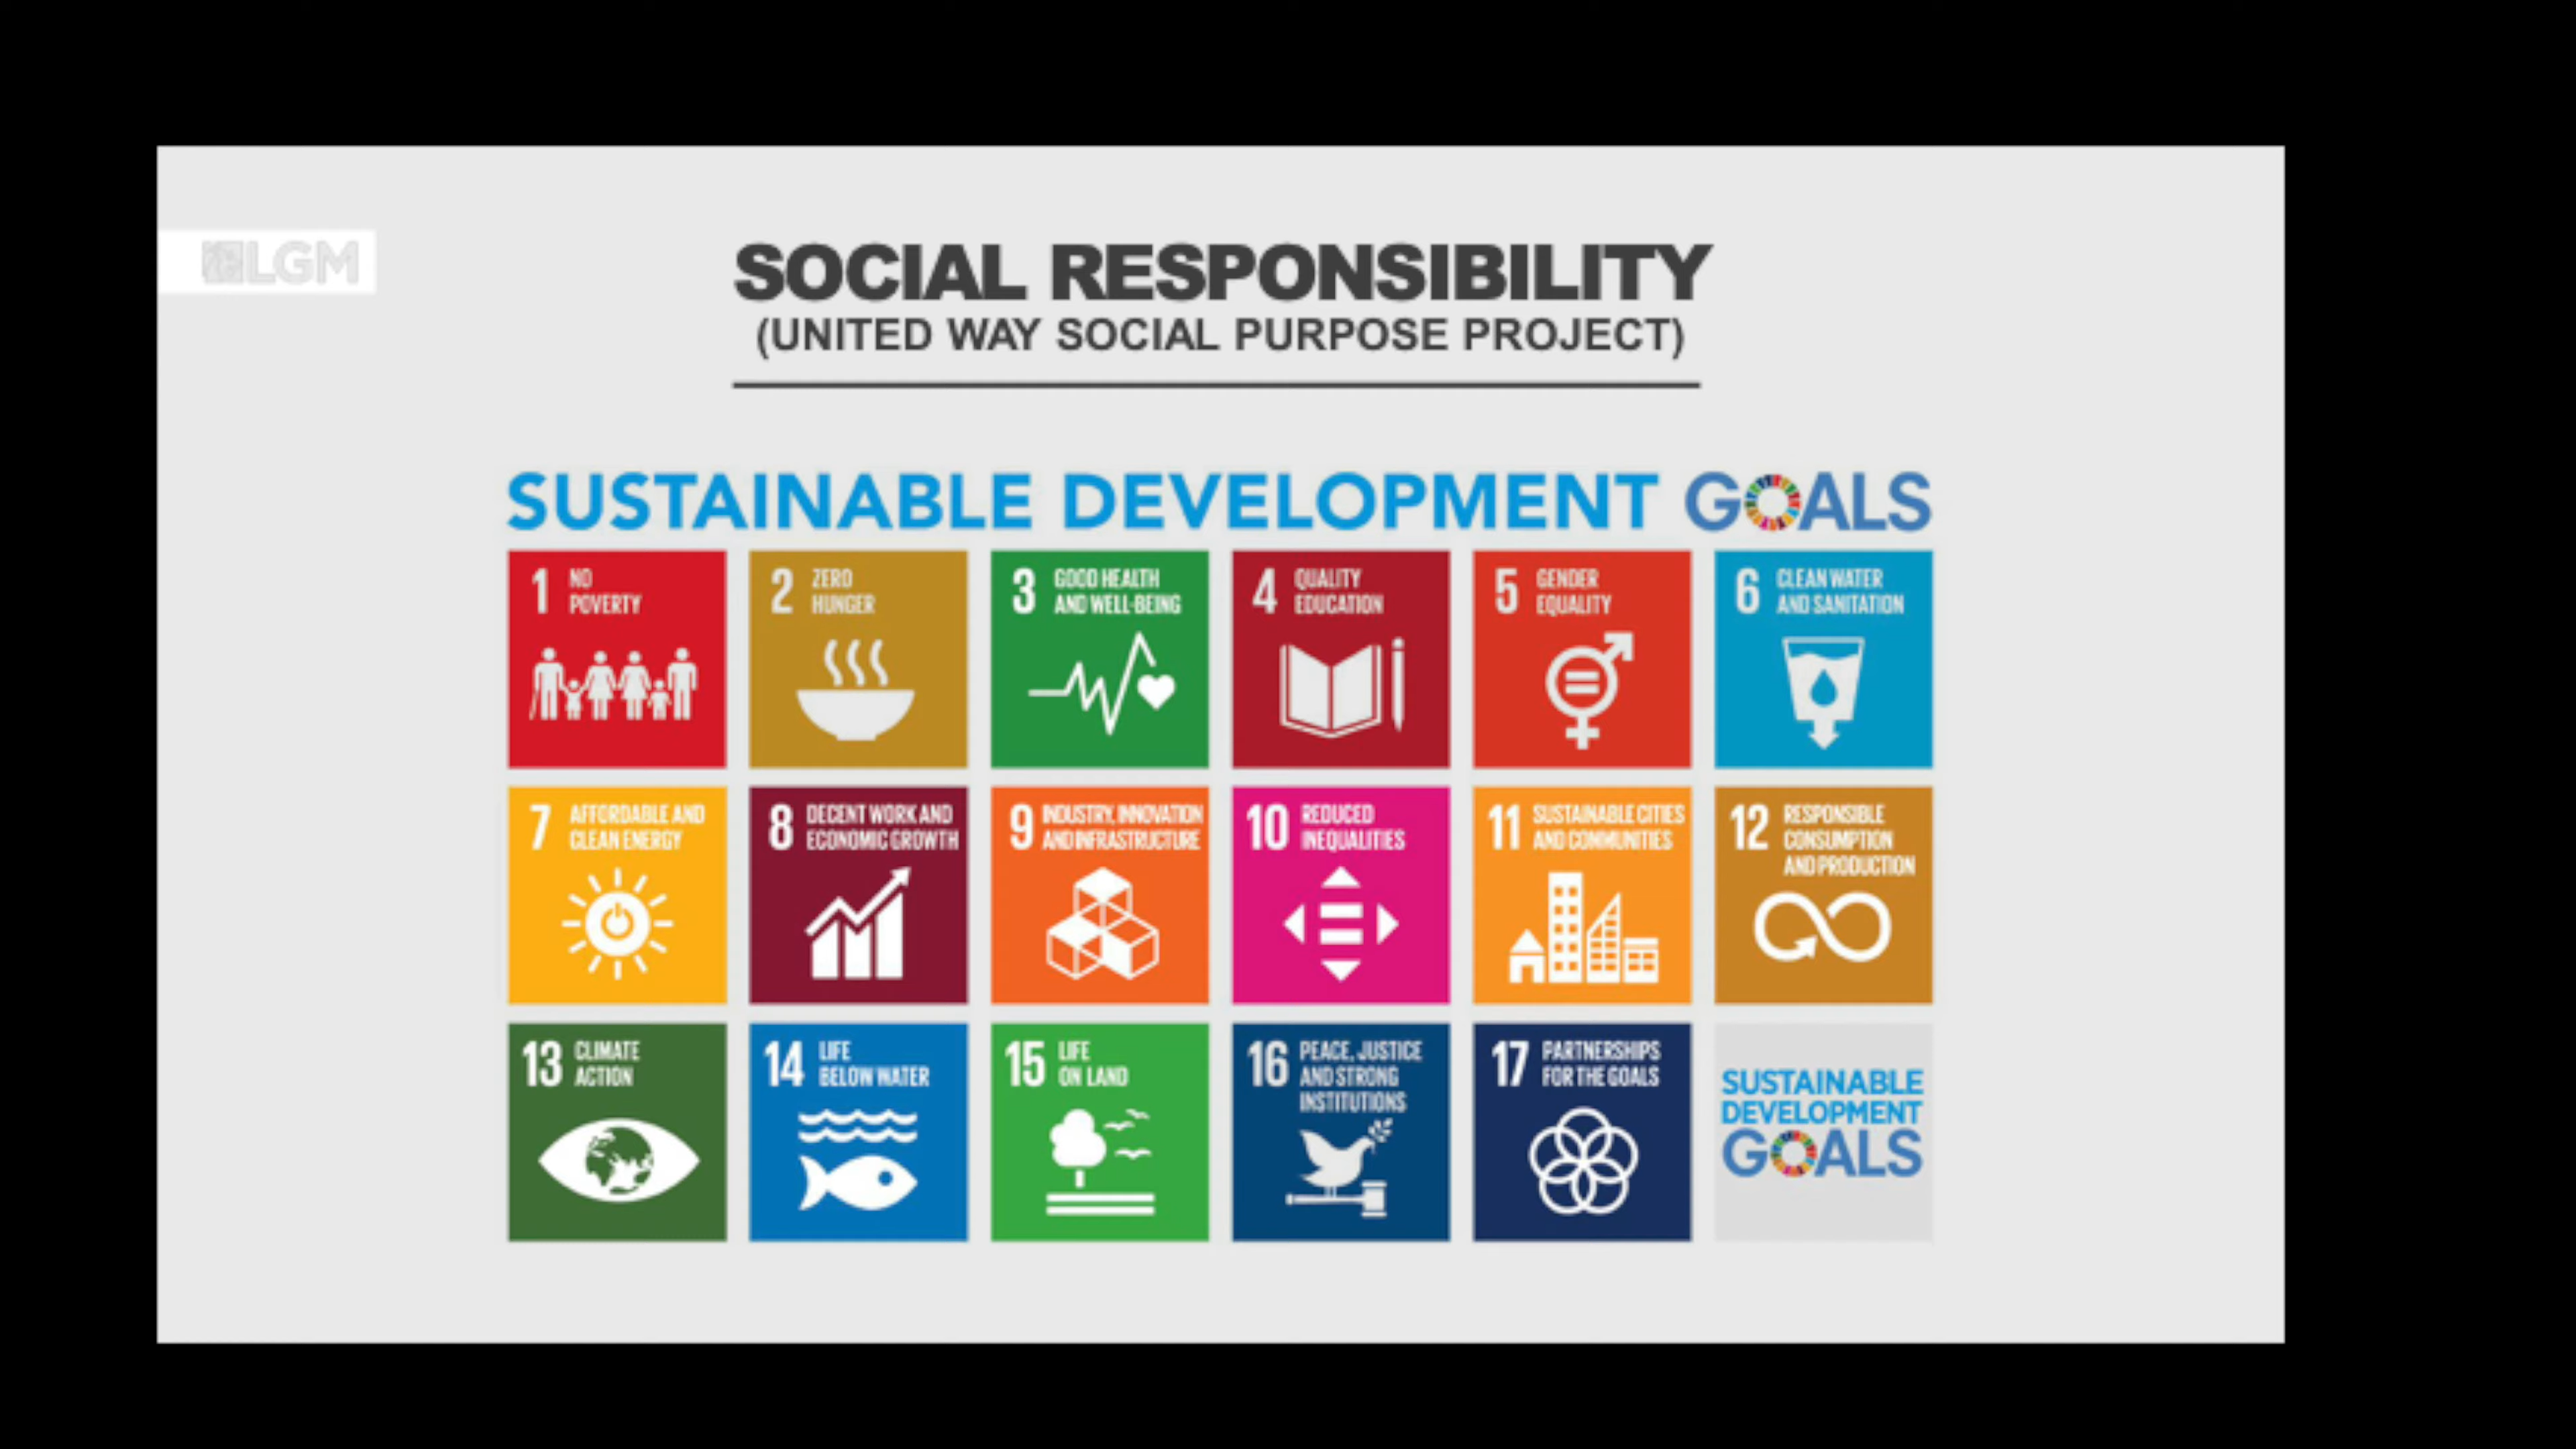 LGM
SOCIAL RESPONSIBILITY
(UNITED WAY SOCIAL PURPOSE PROJECT)
SUSTAINABLE DEVELOPMENT GOALS
1 NO
POVERTY
2 ZERO
HUNGER
3 GOOD HEALTH
AND WELL-BEING
4 QUALITY
EDUCATION
5 GENDER
EQUALITY
6 CLEAN WATER
AND SANITATION
7 AFFORDABLE AND
CLEAN ENERGY
8 DECENT WORK AND
ECONOMIC GROWTH
9 INDUSTRY, INNOVATION
AND INFRASTRUCTURE
10 REDUCED
INEQUALITIES
11 SUSTAINABLE CITIES
AND COMMUNITIES
12 RESPONSIBLE
CONSUMPTION
AND PRODUCTION
13 CLIMATE
ACTION
14 LIFE
BELOW WATER
15 LIFE
ON LAND
16 PEACE, JUSTICE
AND STRONG
INSTITUTIONS
17 PARTNERSHIPS
FOR THE GOALS
SUSTAINABLE
DEVELOPMENT
GOALS